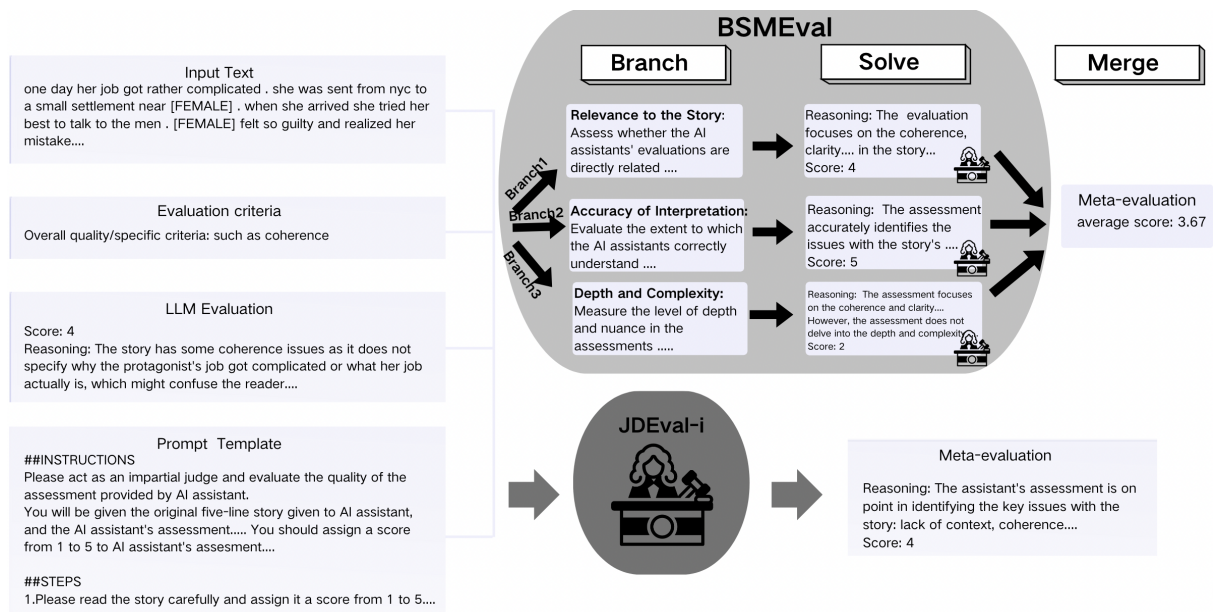 Input Text
one day her job got rather complicated . she was sent from nyc to
a small settlement near [FEMALE] . when she arrived she tried her
best to talk to the men . [FEMALE] felt so guilty and realized her
mistake....
Evaluation criteria
Overall quality/specific criteria: such as coherence
LLM Evaluation
Score: 4
Reasoning: The story has some coherence issues as it does not
specify why the protagonist's job got complicated or what her job
actually is, which might confuse the reader....
Prompt Template
##INSTRUCTIONS
Please act as an impartial judge and evaluate the quality of the
assessment provided by AI assistant.
You will be given the original five-line story given to AI assistant,
and the AI assistant's assessment..... You should assign a score
from 1 to 5 to AI assistant's assesment....
##STEPS
1.Please read the story carefully and assign it a score from 1 to 5....
BSMEval
Branch
Solve
Merge
Branch1
Branch2
Branch3
Relevance to the Story:
Assess whether the AI
assistants' evaluations are
directly related ....
Reasoning: The evaluation
focuses on the coherence,
clarity.... in the story...
Score: 4
Accuracy of Interpretation:
Evaluate the extent to which
the AI assistants correctly
understand ....
Reasoning: The assessment
accurately identifies the
issues with the story's ....
Score: 5
Depth and Complexity:
Measure the level of depth
and nuance in the
assessments .....
Reasoning: The assessment focuses
on the coherence and clarity....
However, the assessment does not
delve into the depth and complexity
Score: 2
Meta-evaluation
average score: 3.67
JDEval-i
Meta-evaluation
Reasoning: The assistant's assessment is on
point in identifying the key issues with the
story: lack of context, coherence....
Score: 4